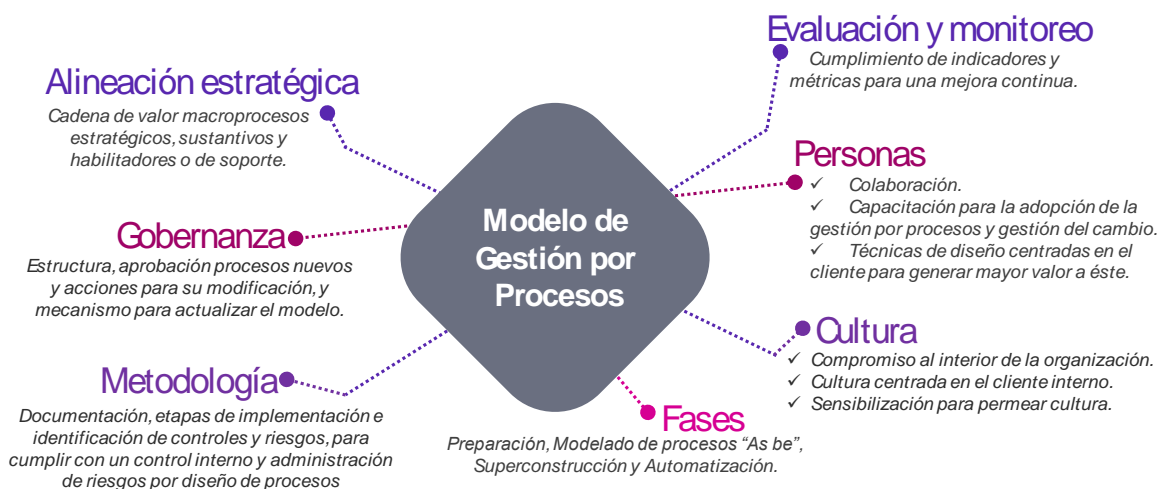 Alineación estratégica
Cadena de valor macroprocesos
estratégicos, sustantivos y
habilitadores o de soporte.
Gobernanza
Estructura, aprobación procesos nuevos
y acciones para su modificación, y
mecanismo para actualizar el modelo.
Metodología
Documentación, etapas de implementación e
identificación de controles y riesgos, para
cumplir con un control interno y administración
de riesgos por diseño de procesos
Modelo de
Gestión por
Procesos
Evaluación y monitoreo
Cumplimiento de indicadores y
métricas para una mejora continua.
Personas
✓ Colaboración.
✓ Capacitación para la adopción de la
gestión por procesos y gestión del cambio.
✓ Técnicas de diseño centradas en el
cliente para generar mayor valor a éste.
Cultura
✓ Compromiso al interior de la organización.
✓ Cultura centrada en el cliente interno.
✓ Sensibilización para permear cultura.
Fases
Preparación, Modelado de procesos “As be”,
Superconstrucción y Automatización.